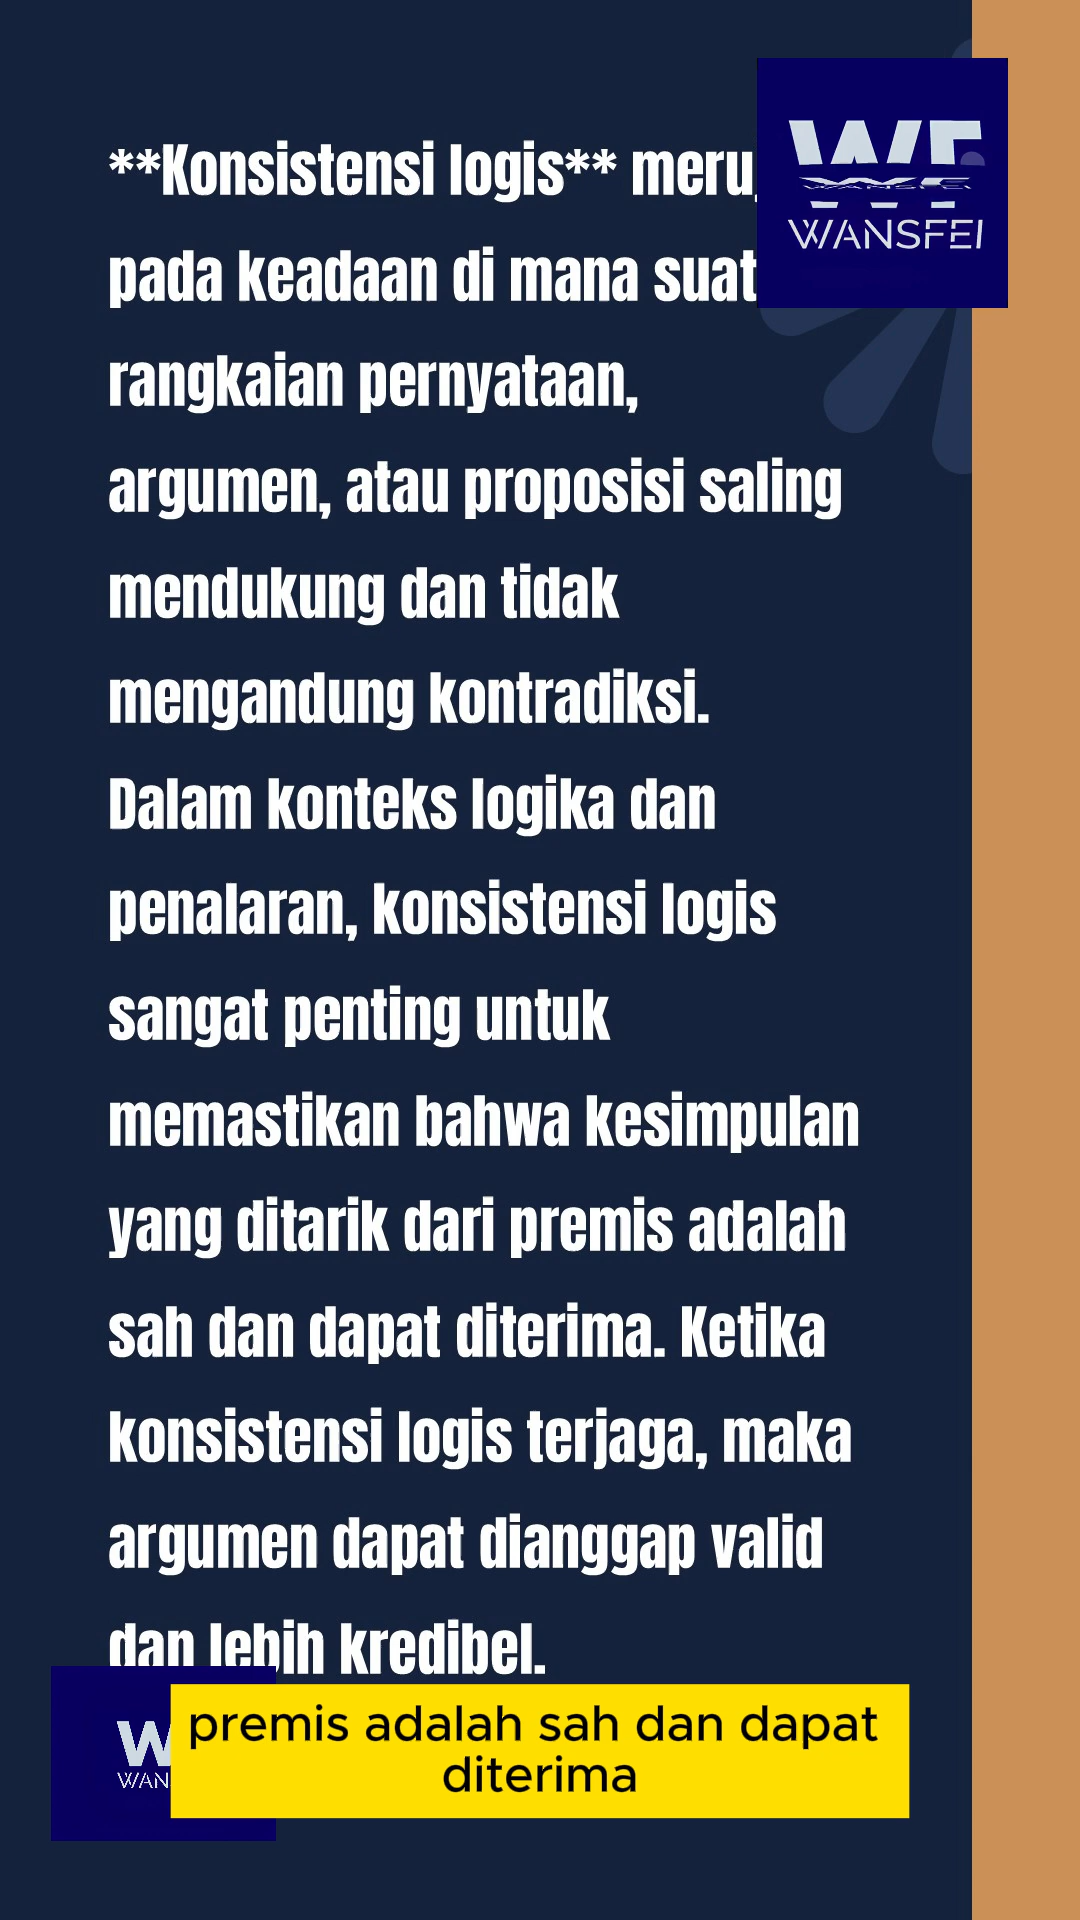 **Konsistensi logis**
WANSFEI
pada keadaan di mana
rangkaian pernyataan,
argumen, atau proposisi saling
mendukung dan tidak
mengandung kontradiksi.
Dalam konteks logika dan
penalaran, konsistensi logis
sangat penting untuk
memastikan bahwa kesimpulan
yang ditarik dari premis adalah
sah dan dapat diterima. Ketika
konsistensi logis terjaga, maka
argumen dapat dianggap valid
dan lebih kredibel.
premis adalah sah dan dapat
diterima